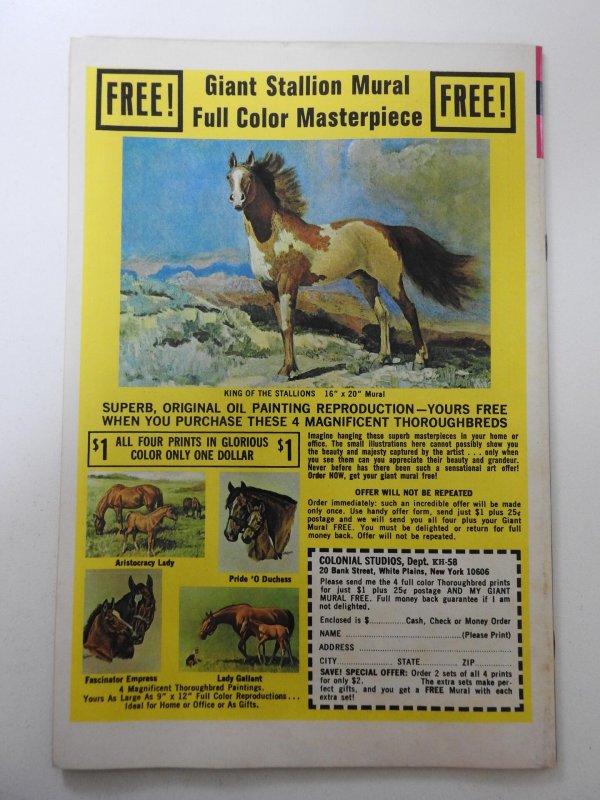 FREE!
Giant Stallion Mural
Full Color Masterpiece
FREE!
KING OF THE STALLIONS 16" x 20" Mural
SUPERB, ORIGINAL OIL PAINTING REPRODUCTION—YOURS FREE
WHEN YOU PURCHASE THESE 4 MAGNIFICENT THOROUGHBREDS
$1 ALL FOUR PRINTS IN GLORIOUS $1
COLOR ONLY ONE DOLLAR
Aristocracy Lady
Pride 'O Duchess
Fascinator Empress
Lady Gallant
4 Magnificent Thoroughbred Paintings.
Yours As Large As 9" x 12" Full Color Reproductions...
Ideal for Home or Office or As Gifts.
Imagine hanging these superb masterpieces in your home or
office. The small illustrations here cannot possibly show you
the beauty and majesty captured by the artist . . . only when
you see them can you appreciate their beauty and grandeur.
Never before has there been such a sensational art offer!
Order NOW, get your giant mural free!
OFFER WILL NOT BE REPEATED
Order immediately: such an incredible offer will be made
only once. Use handy offer form, send just $1 plus 25¢
postage and we will send you all four plus your Giant
Mural FREE. You must be delighted or return for full
money back. Offer will not be repeated.
COLONIAL STUDIOS, Dept. KH-58
20 Bank Street, White Plains, New York 10606
Please send me the 4 full color Thoroughbred prints
for just $1 plus 25¢ postage AND MY GIANT
MURAL FREE. Full money back guarantee if I am
not delighted.
Enclosed is $..........Cash, Check or Money Order
NAME ..............................(Please Print)
ADDRESS ..............................
CITY.............. STATE.......... ZIP..........
SAVE! SPECIAL OFFER: Order 2 sets of all 4 prints
for only $2. The extra sets make per-
fect gifts, and you get a FREE Mural with each
extra set!